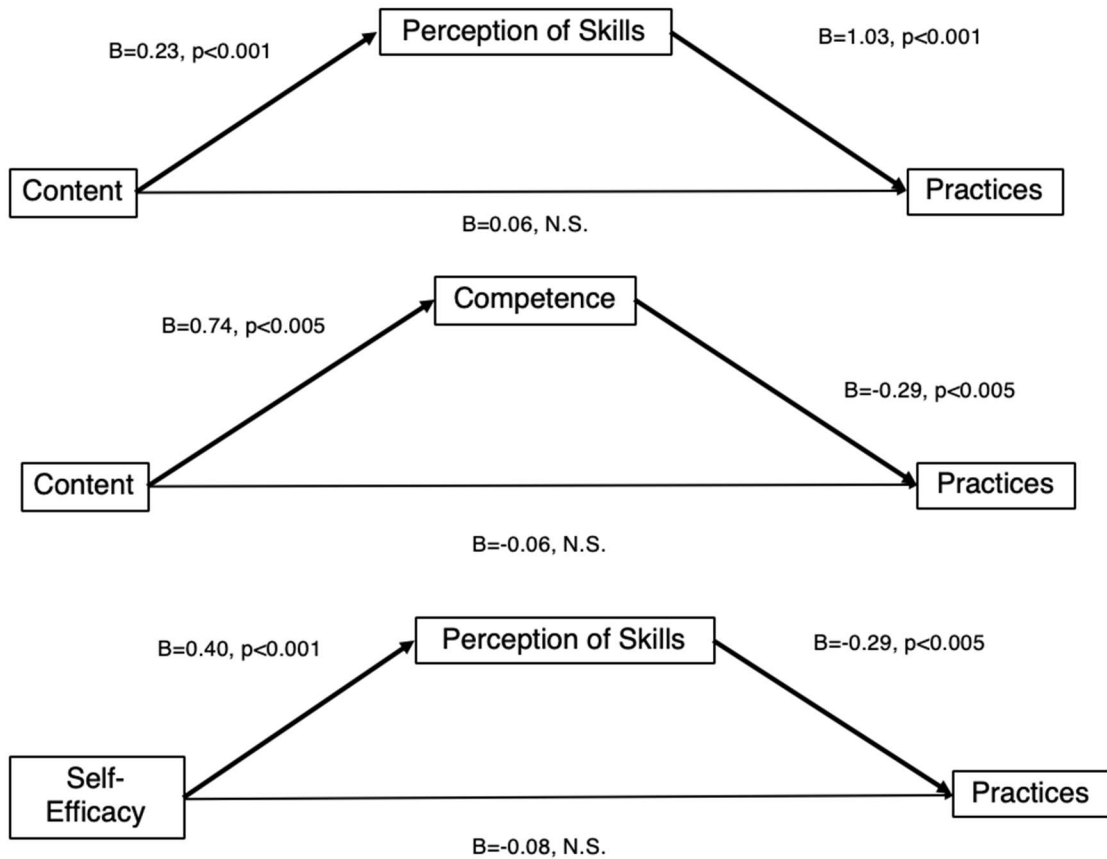 Perception of Skills
B=0.23, p<0.001
B=1.03, p<0.001
Content
Practices
B=0.06, N.S.
Competence
B=0.74, p<0.005
B=-0.29, p<0.005
Content
Practices
B=-0.06, N.S.
Perception of Skills
B=0.40, p<0.001
B=-0.29, p<0.005
Self-
Efficacy
Practices
B=-0.08, N.S.